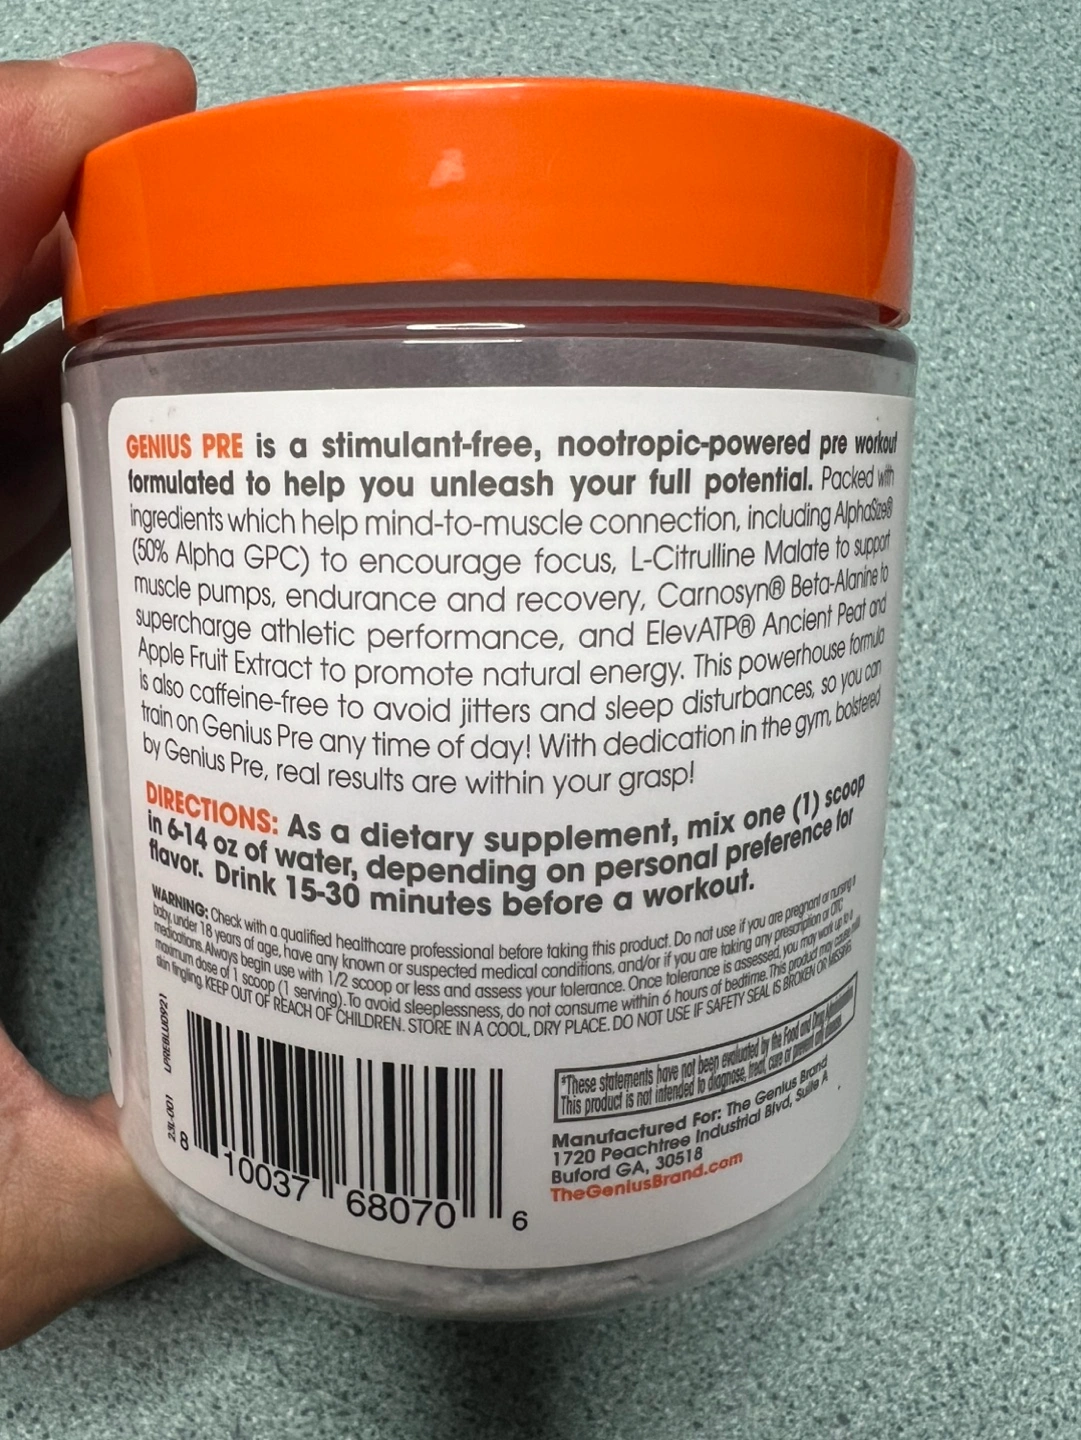 GENIUS PRE is a stimulant-free, nootropic-powered pre workout
formulated to help you unleash your full potential. Packed with
ingredients which help mind-to-muscle connection, including AlphaSize®
(50% Alpha GPC) to encourage focus, L-Citrulline Malate to support
muscle pumps, endurance and recovery, Carnosyn® Beta-Alanine to
supercharge athletic performance, and ElevATP® Ancient Peat and
Apple Fruit Extract to promote natural energy. This powerhouse formula
is also caffeine-free to avoid jitters and sleep disturbances, so you can
train on Genius Pre any time of day! With dedication in the gym, bolstered
by Genius Pre, real results are within your grasp!
DIRECTIONS: As a dietary supplement, mix one (1) scoop
in 6-14 oz of water, depending on personal preference for
flavor. Drink 15-30 minutes before a workout.
WARNING: Check with a qualified healthcare professional before taking this product. Do not use if you are pregnant or nursing a
baby, under 18 years of age, have any known or suspected medical conditions, and/or if you are taking any prescription or OTC
medications. Always begin use with 1/2 scoop or less and assess your tolerance. Once tolerance is assessed, you may work up to a
maximum dose of 1 scoop (1 serving). To avoid sleeplessness, do not consume within 6 hours of bedtime. This product may cause mild
skin tingling. KEEP OUT OF REACH OF CHILDREN. STORE IN A COOL, DRY PLACE. DO NOT USE IF SAFETY SEAL IS BROKEN OR MISSING.
23L-001 LPREBLU0921
8 10037 68070 6
*These statements have not been evaluated by the Food and Drug Administration.
This product is not intended to diagnose, treat, cure or prevent any disease.
Manufactured For: The Genius Brand
1720 Peachtree Industrial Blvd, Suite A
Buford GA, 30518
TheGeniusBrand.com